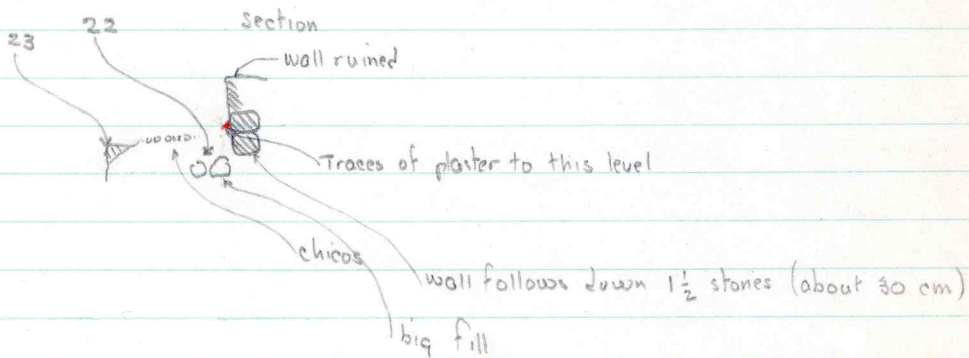 section
22
23
wall ruined
Traces of plaster to this level
chicos
wall follows down 1½ stones (about 30 cm)
big fill